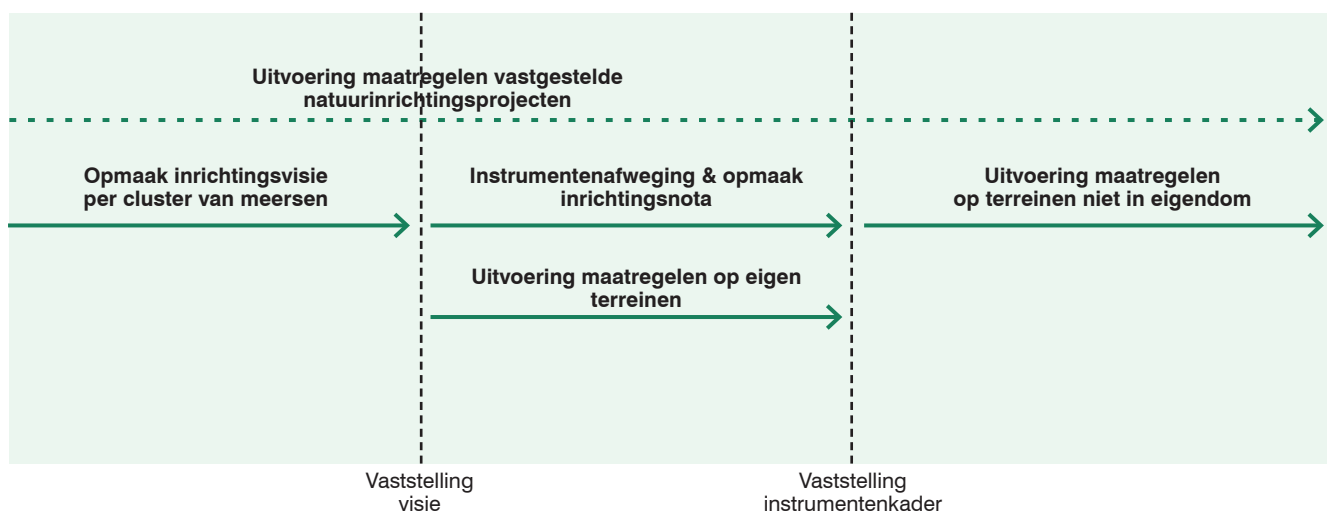 Uitvoering maatregelen vastgestelde
natuurinrichtingsprojecten
Opmaak inrichtingsvisie
per cluster van meersen
Instrumentenafweging & opmaak
inrichtingsnota
Uitvoering maatregelen
op terreinen niet in eigendom
Uitvoering maatregelen op eigen
terreinen
Vaststelling
visie
Vaststelling
instrumentenkader